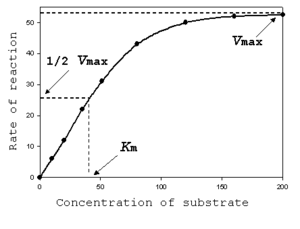 50
40
30
20
10
0
Rate of reaction
1/2 Vmax
Vmax
Km
0
50
100
150
200
Concentration of substrate